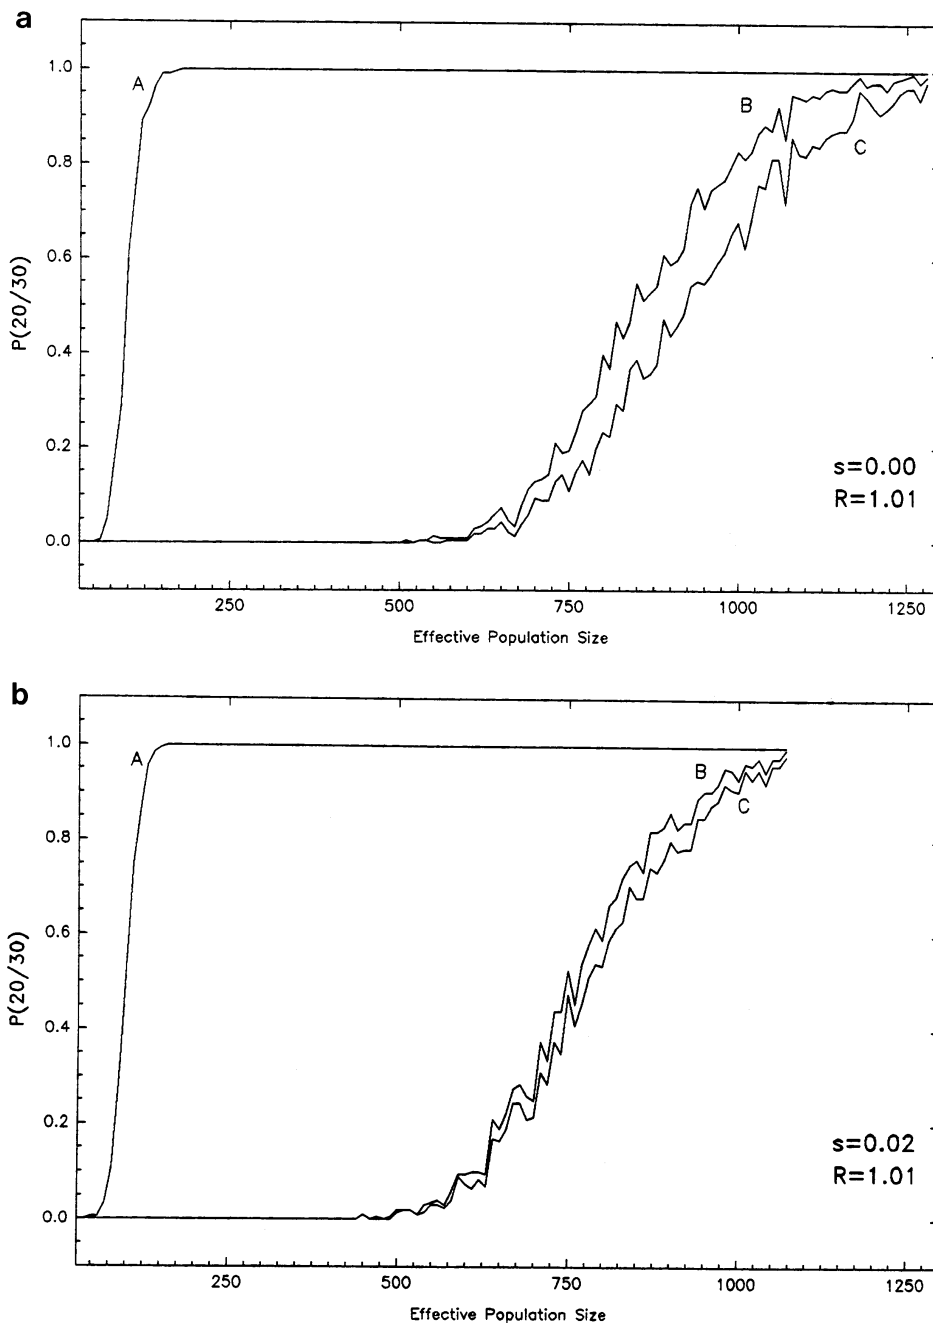 a
1.0
A
B
C
0.8
0.6
P(20/30)
0.4
0.2
s=0.00
R=1.01
0.0
250 500 750 1000 1250
Effective Population Size
b
1.0
A
B
C
0.8
0.6
P(20/30)
0.4
0.2
s=0.02
R=1.01
0.0
250 500 750 1000 1250
Effective Population Size